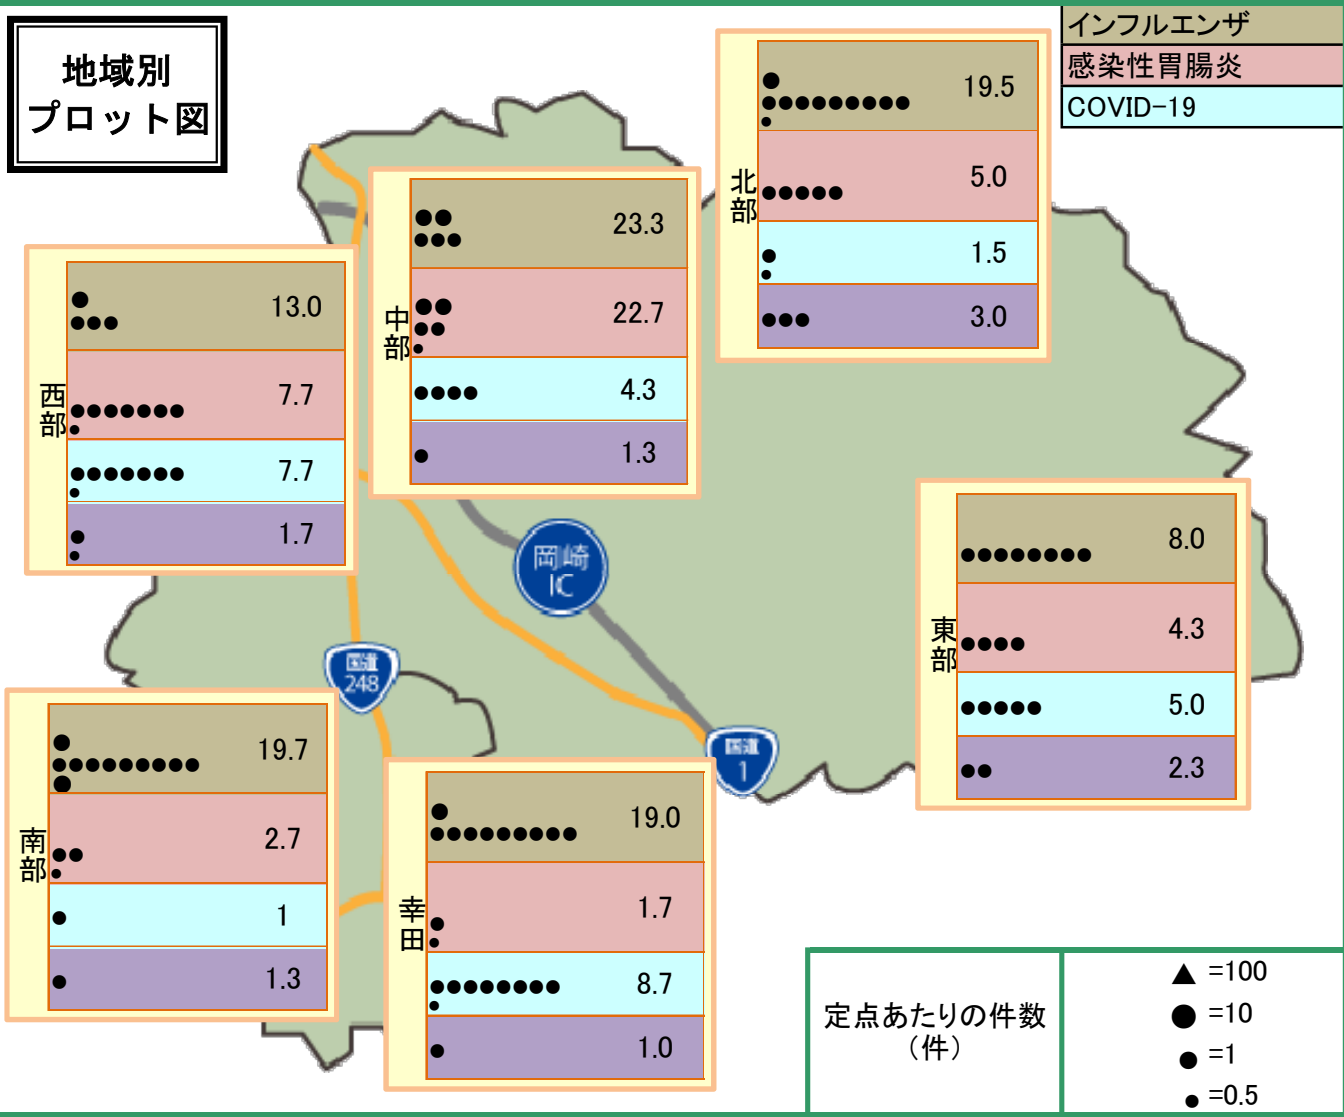 地域別
プロット図
インフルエンザ
感染性胃腸炎
COVID-19
北部
19.5
5.0
1.5
3.0
中部
23.3
22.7
4.3
1.3
西部
13.0
7.7
7.7
1.7
岡崎
IC
東部
8.0
4.3
5.0
2.3
国道
248
国道
1
南部
19.7
2.7
1
1.3
幸田
19.0
1.7
8.7
1.0
定点あたりの件数
（件）
▲ =100
● =10
● =1
● =0.5